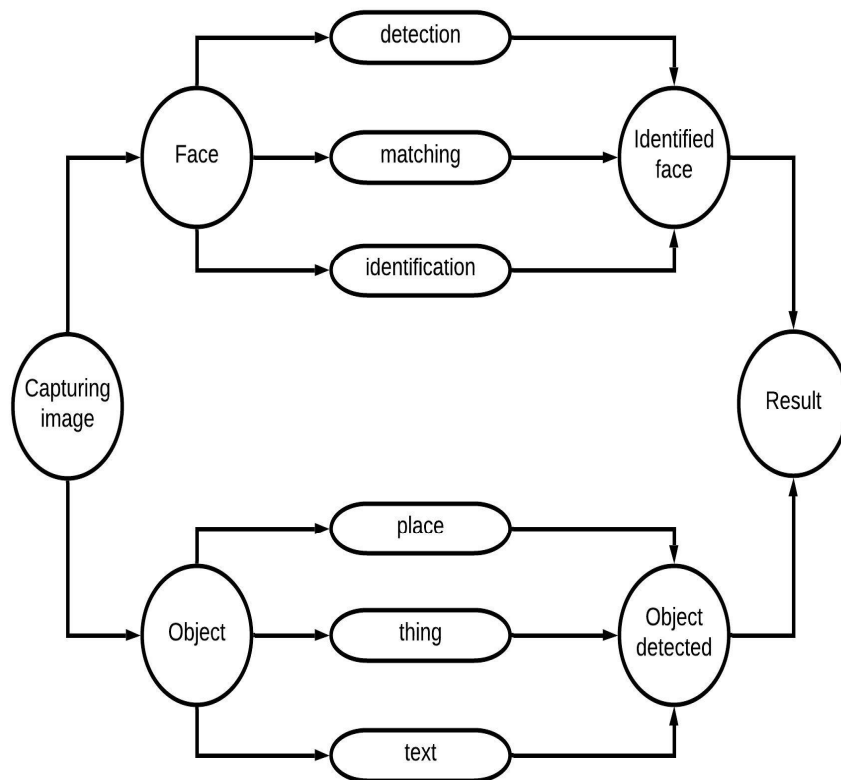 detection
Face
matching
Identified
face
identification
Capturing
image
Result
place
Object
thing
Object
detected
text